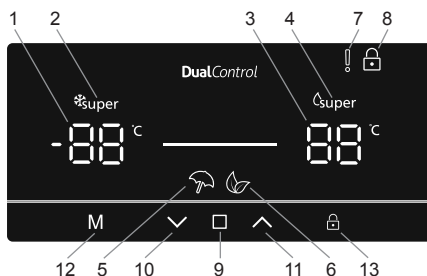 1 2 3 4 7 8
DualControl
super super
-88 °C 88 °C
M
12 5 10 9 11 6 13